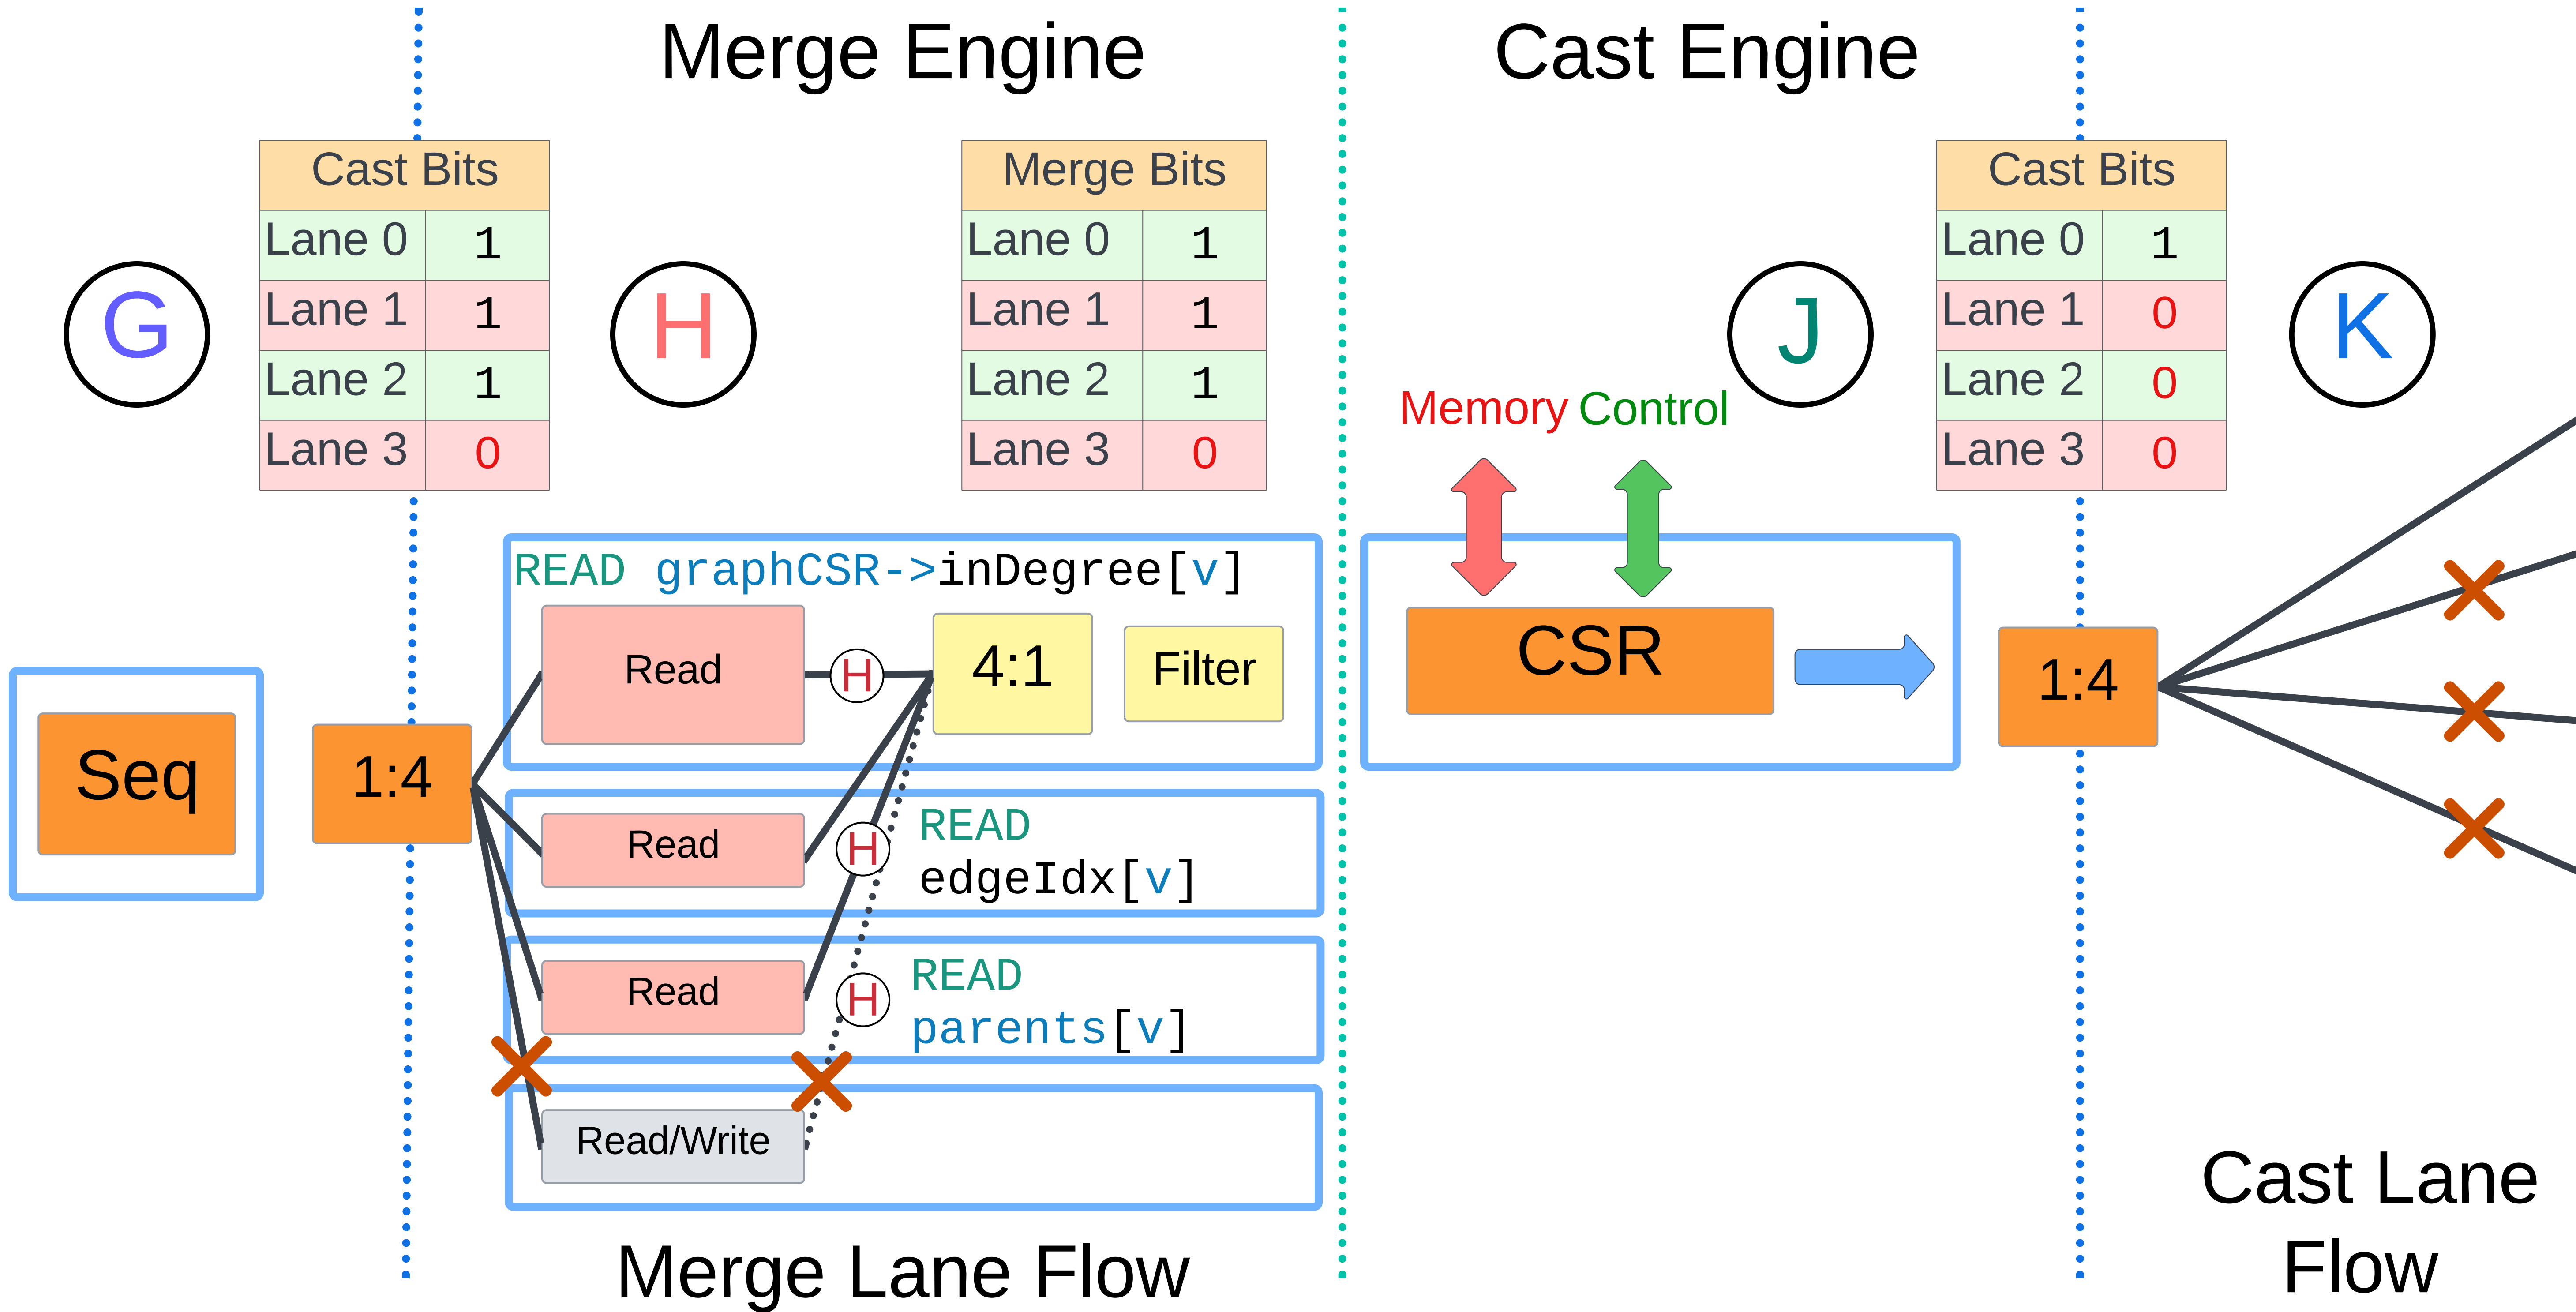 Merge Engine
Cast Engine
Cast Bits
Lane 0 1
Lane 1 1
Lane 2 1
Lane 3 0
Merge Bits
Lane 0 1
Lane 1 1
Lane 2 1
Lane 3 0
Cast Bits
Lane 0 1
Lane 1 0
Lane 2 0
Lane 3 0
G
H
J
K
Memory Control
READ graphCSR->inDegree[v]
Read
H
4:1
Filter
CSR
1:4
Seq
1:4
Read
H
READ
edgeIdx[v]
Read
H
READ
parents[v]
Read/Write
Merge Lane Flow
Cast Lane
Flow